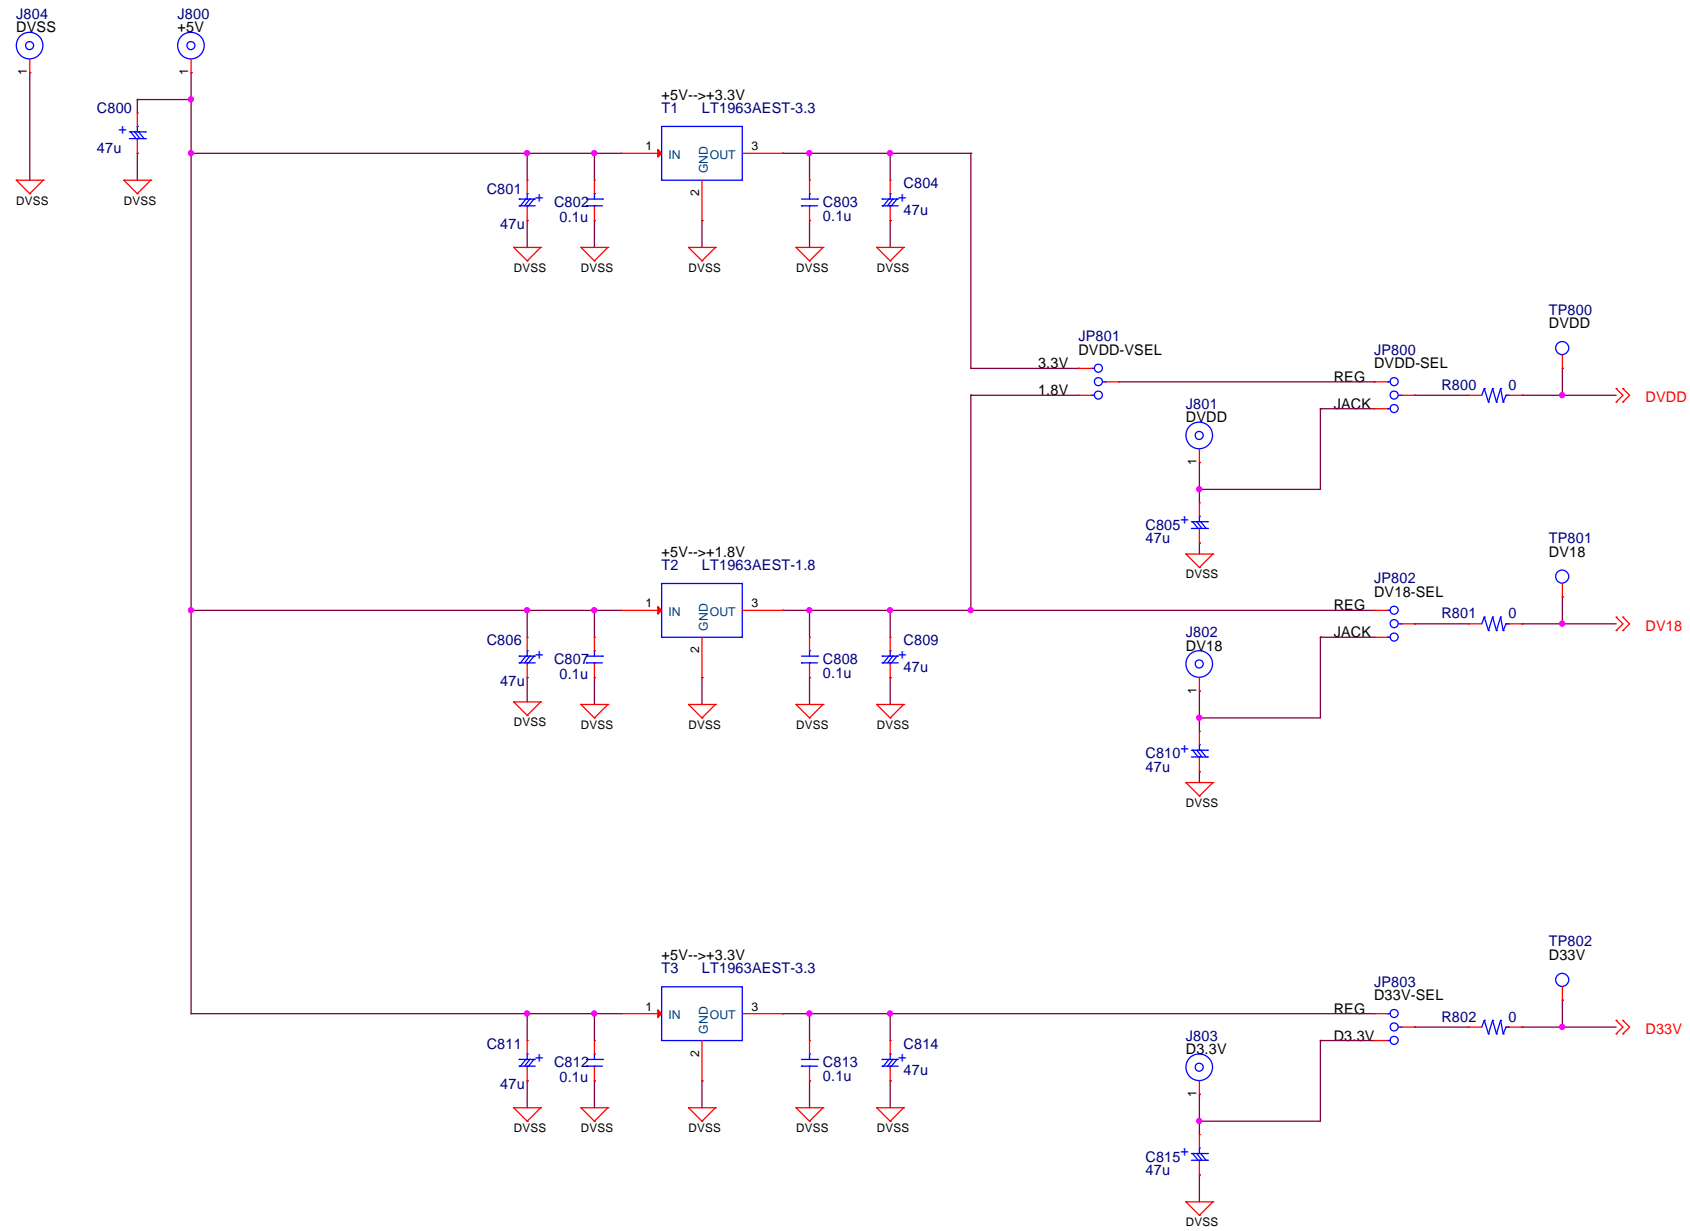 J804
DVSS
1
DVSS
J800
+5V
1
C800
+
47u
DVSS
+5V-->+3.3V
T1 LT1963AEST-3.3
1 IN GND OUT 3
2
C801 +
47u
DVSS
C802
0.1u
DVSS
DVSS
C803
0.1u
DVSS
C804
+
47u
DVSS
JP801
DVDD-VSEL
3.3V
1.8V
JP800
DVDD-SEL
REG
JACK
R800 0
TP800
DVDD
DVDD
J801
DVDD
1
C805 +
47u
DVSS
+5V-->+1.8V
T2 LT1963AEST-1.8
1 IN GND OUT 3
2
C806 +
47u
DVSS
C807
0.1u
DVSS
DVSS
C808
0.1u
DVSS
C809
+
47u
DVSS
JP802
DV18-SEL
REG
JACK
R801 0
TP801
DV18
DV18
J802
DV18
1
C810 +
47u
DVSS
+5V-->+3.3V
T3 LT1963AEST-3.3
1 IN GND OUT 3
2
C811 +
47u
DVSS
C812
0.1u
DVSS
DVSS
C813
0.1u
DVSS
C814
+
47u
DVSS
JP803
D33V-SEL
REG
D3.3V
R802 0
TP802
D33V
D33V
J803
D3.3V
1
C815 +
47u
DVSS